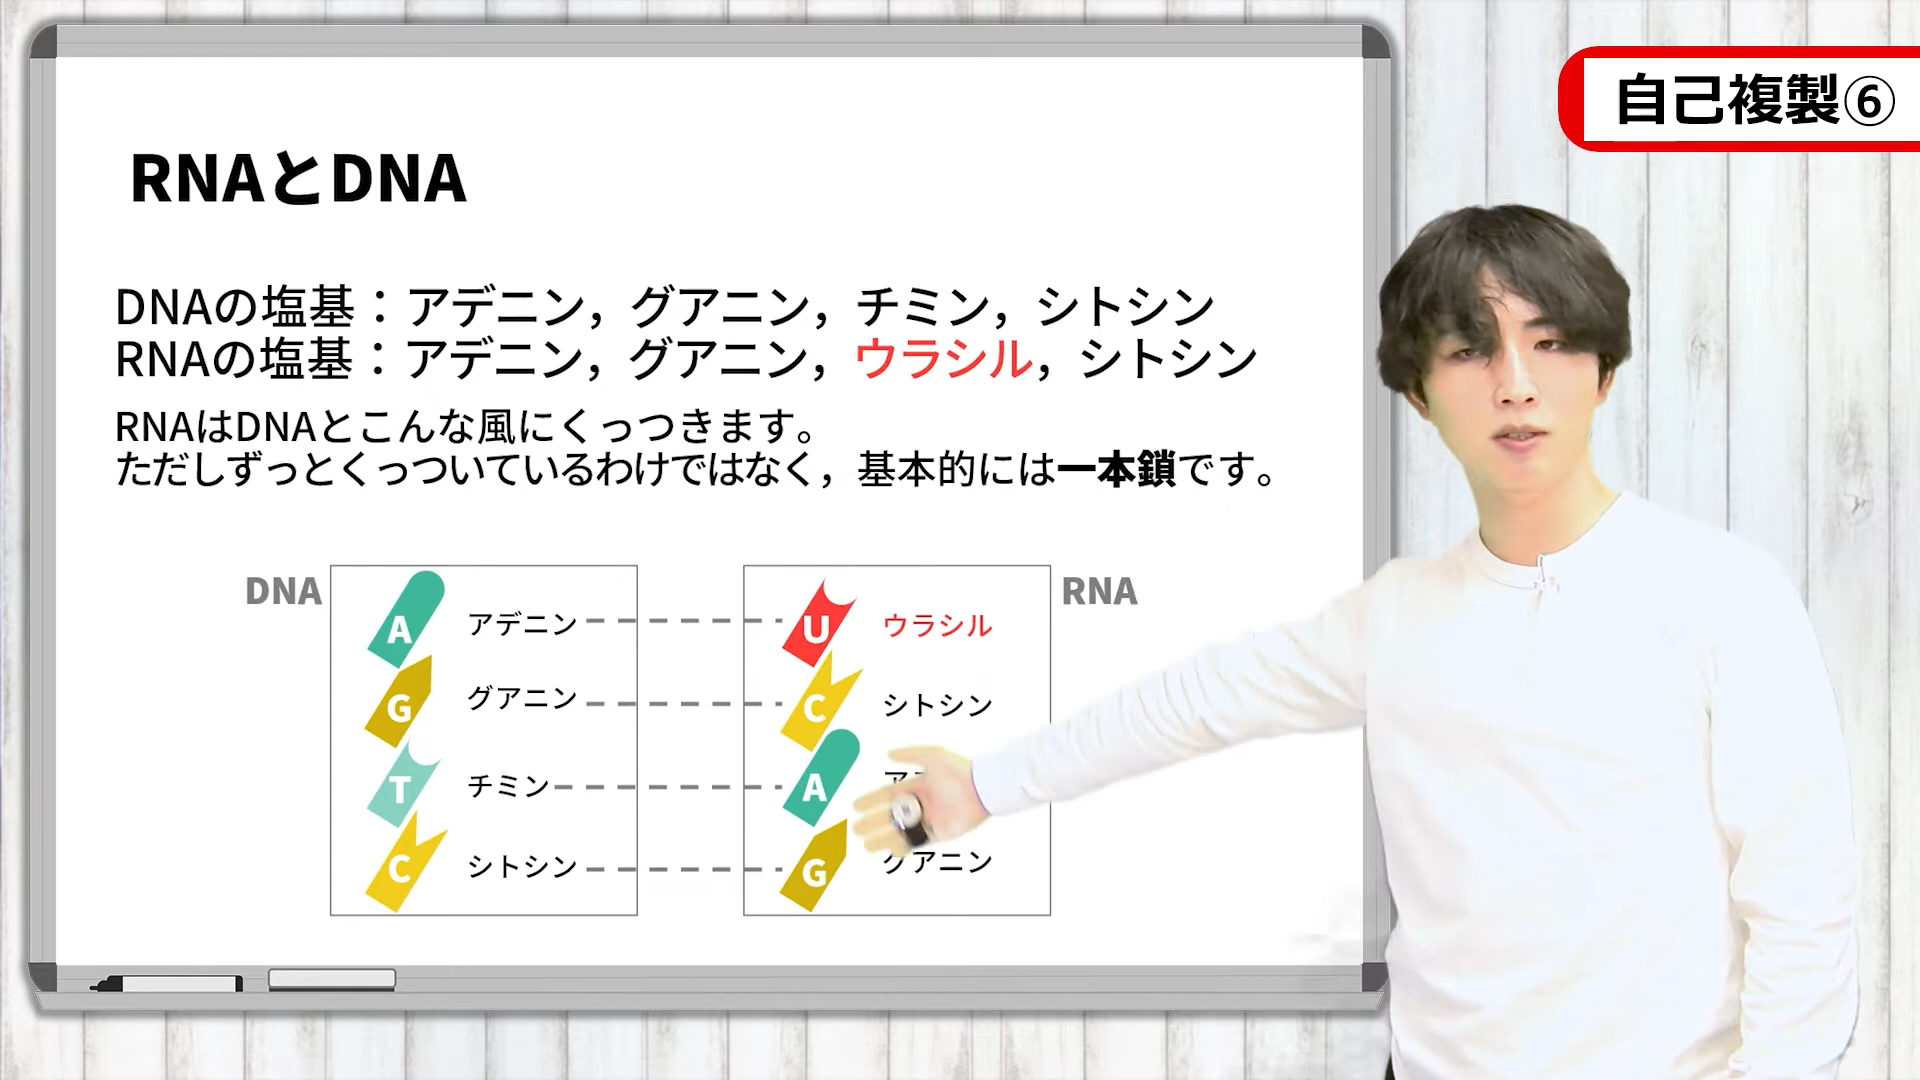 自己複製⑥
RNAとDNA
DNAの塩基：アデニン，グアニン，チミン，シトシン
RNAの塩基：アデニン，グアニン，ウラシル，シトシン
RNAはDNAとこんな風にくっつきます。
ただしずっとくっついているわけではなく，基本的には一本鎖です。
DNA
A アデニン
G グアニン
T チミン
C シトシン
RNA
U ウラシル
C シトシン
A
G グアニン